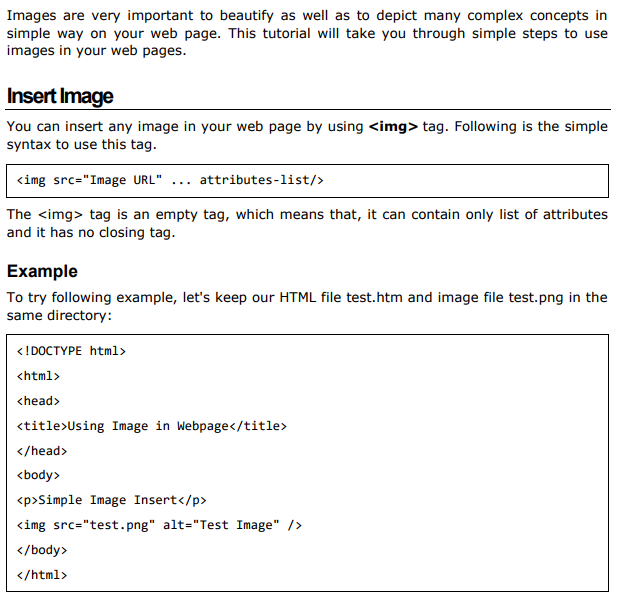 Images are very important to beautify as well as to depict many complex concepts in
simple way on your web page. This tutorial will take you through simple steps to use
images in your web pages.
Insert Image
You can insert any image in your web page by using <img> tag. Following is the simple
syntax to use this tag.
<img src="Image URL" ... attributes-list/>
The <img> tag is an empty tag, which means that, it can contain only list of attributes
and it has no closing tag.
Example
To try following example, let's keep our HTML file test.htm and image file test.png in the
same directory:
<!DOCTYPE html>
<html>
<head>
<title>Using Image in Webpage</title>
</head>
<body>
<p>Simple Image Insert</p>
<img src="test.png" alt="Test Image" />
</body>
</html>